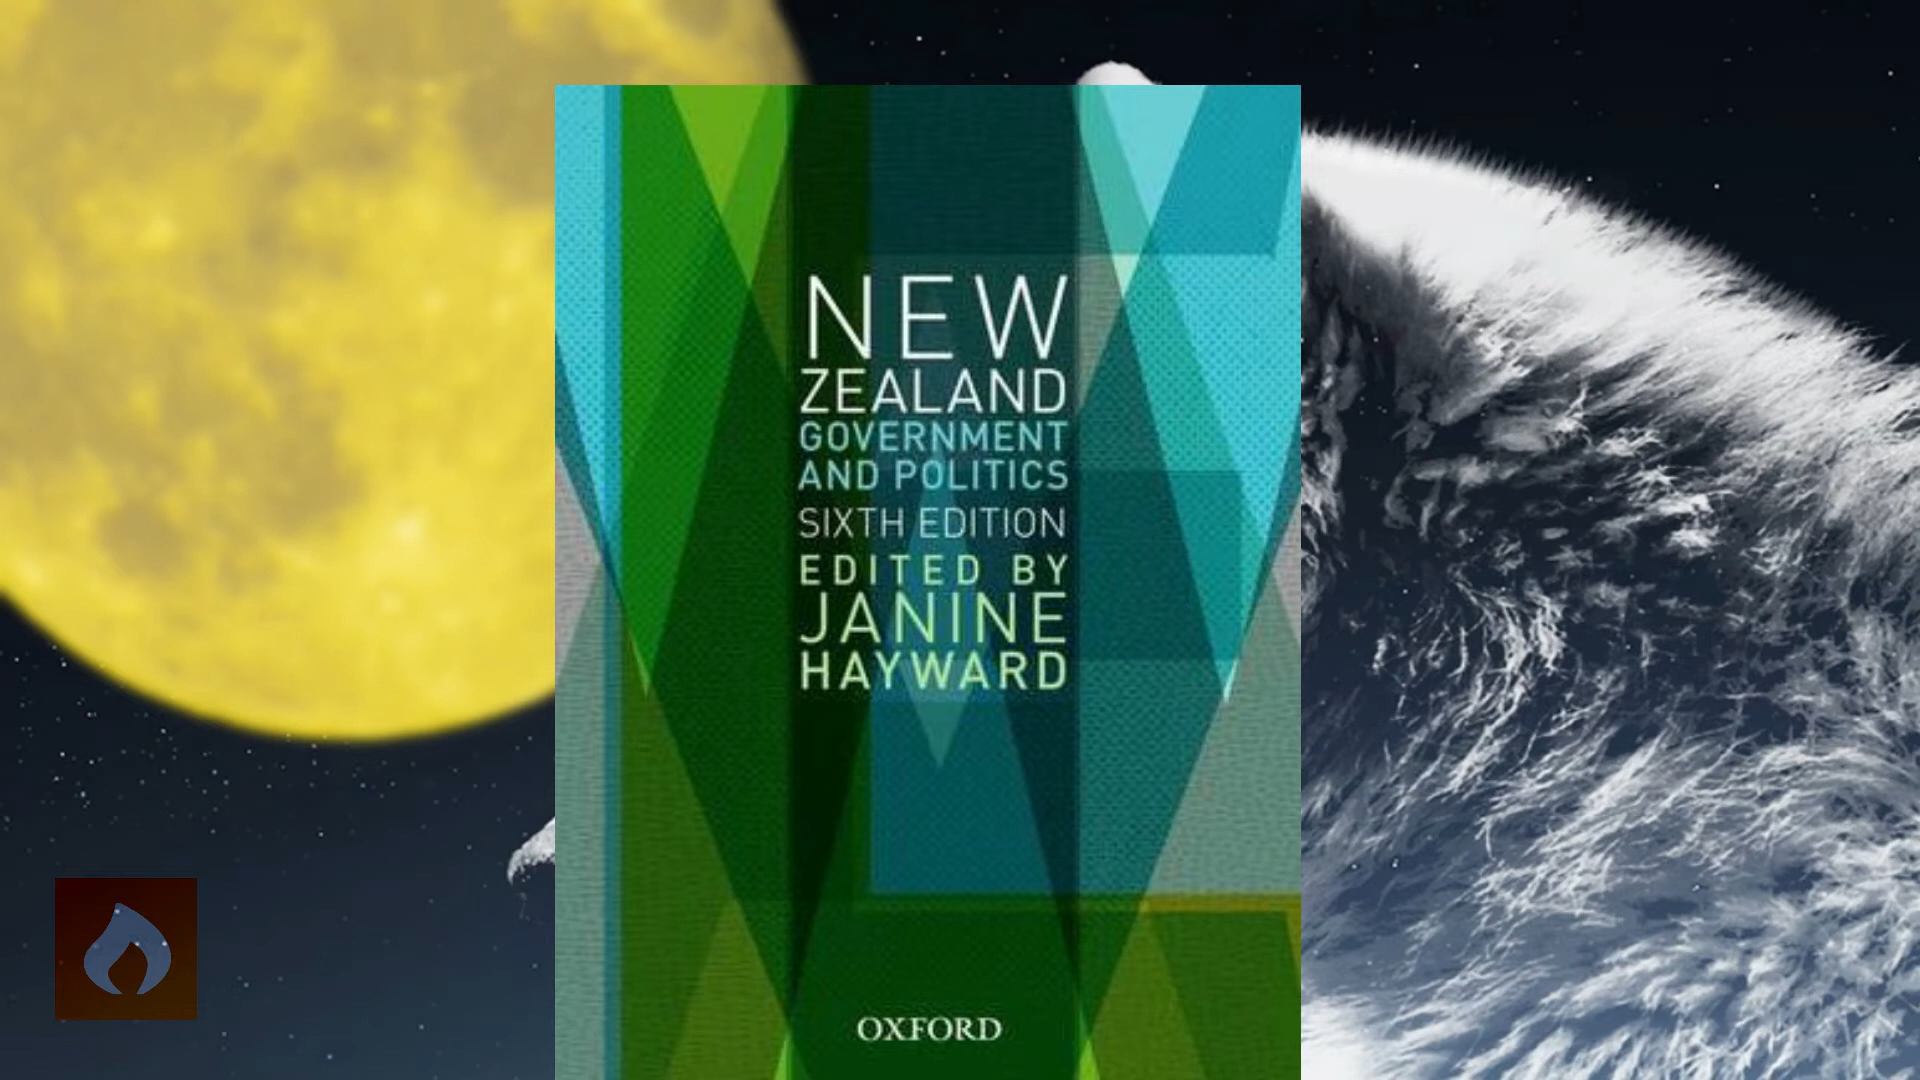 NEW
ZEALAND
GOVERNMENT
AND POLITICS
SIXTH EDITION
EDITED BY
JANINE
HAYWARD
OXFORD